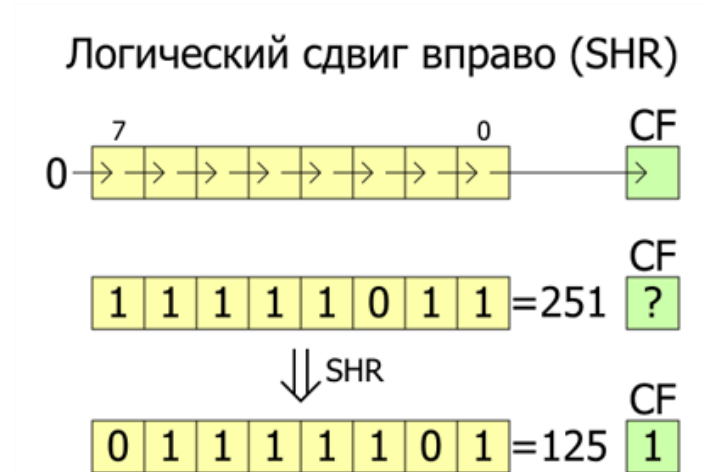 Логический сдвиг вправо (SHR)
7 0 CF
0
CF
1 1 1 1 1 0 1 1 =251 ?
SHR
CF
0 1 1 1 1 1 0 1 =125 1